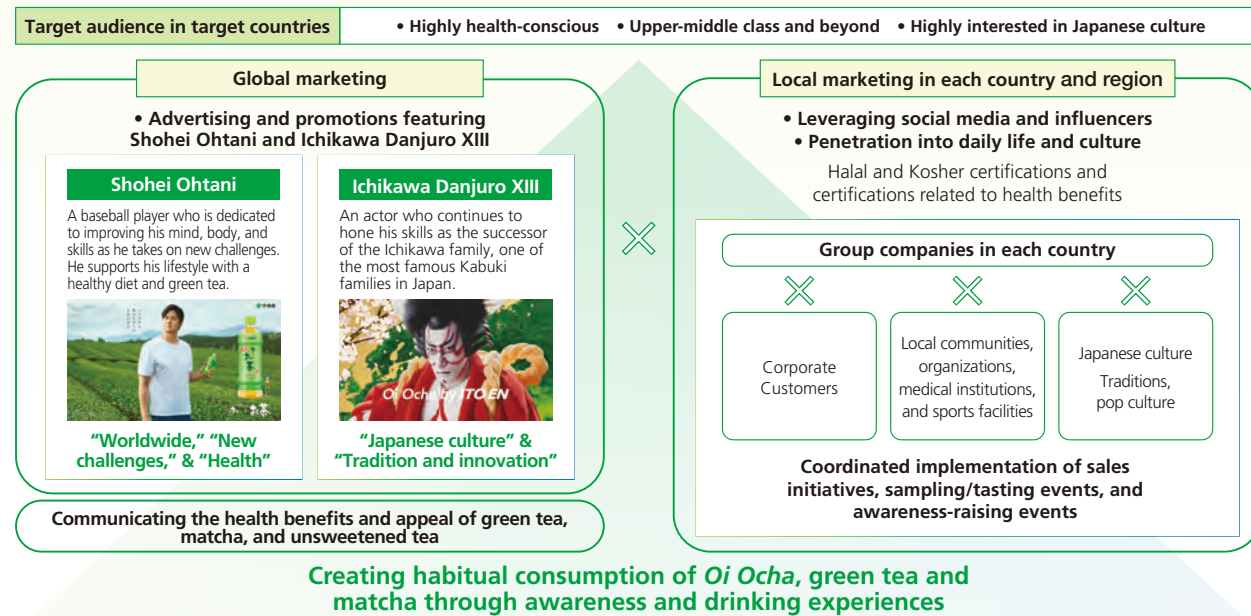 Target audience in target countries
• Highly health-conscious • Upper-middle class and beyond • Highly interested in Japanese culture
Global marketing
• Advertising and promotions featuring
Shohei Ohtani and Ichikawa Danjuro XIII
Shohei Ohtani
A baseball player who is dedicated
to improving his mind, body, and
skills as he takes on new challenges.
He supports his lifestyle with a
healthy diet and green tea.
伊藤園
お〜いお茶
“Worldwide,” “New
challenges,” & “Health”
Ichikawa Danjuro XIII
An actor who continues to
hone his skills as the successor
of the Ichikawa family, one of
the most famous Kabuki
families in Japan.
Oi Ocha by ITO EN
“Japanese culture” &
“Tradition and innovation”
Communicating the health benefits and appeal of green tea,
matcha, and unsweetened tea
Local marketing in each country and region
• Leveraging social media and influencers
• Penetration into daily life and culture
Halal and Kosher certifications and
certifications related to health benefits
Group companies in each country
Corporate
Customers
Local communities,
organizations,
medical institutions,
and sports facilities
Japanese culture
Traditions,
pop culture
Coordinated implementation of sales
initiatives, sampling/tasting events, and
awareness-raising events
Creating habitual consumption of Oi Ocha, green tea and
matcha through awareness and drinking experiences